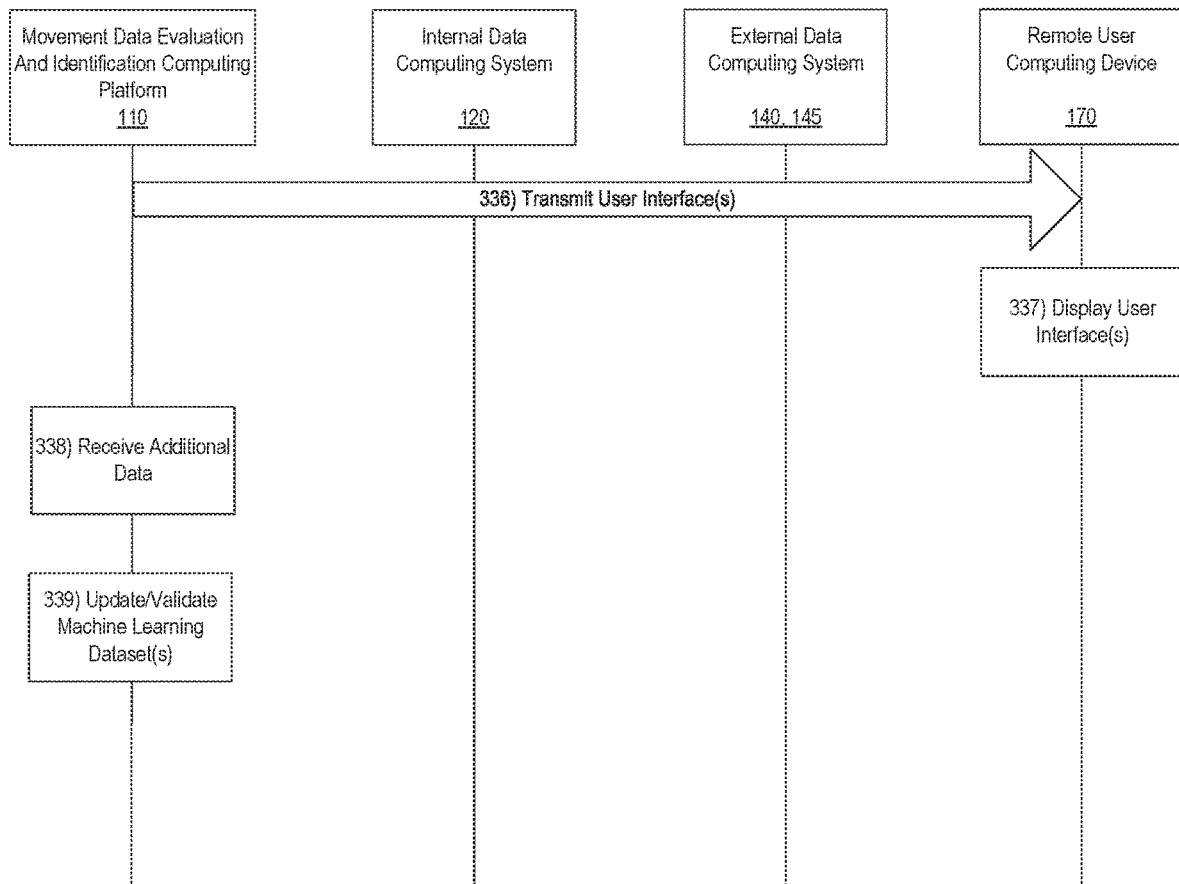 Movement Data Evaluation
And Identification Computing
Platform
110
Internal Data
Computing System
120
External Data
Computing System
140, 145
Remote User
Computing Device
170
336) Transmit User Interface(s)
337) Display User
Interface(s)
338) Receive Additional
Data
339) Update/Validate
Machine Learning
Dataset(s)